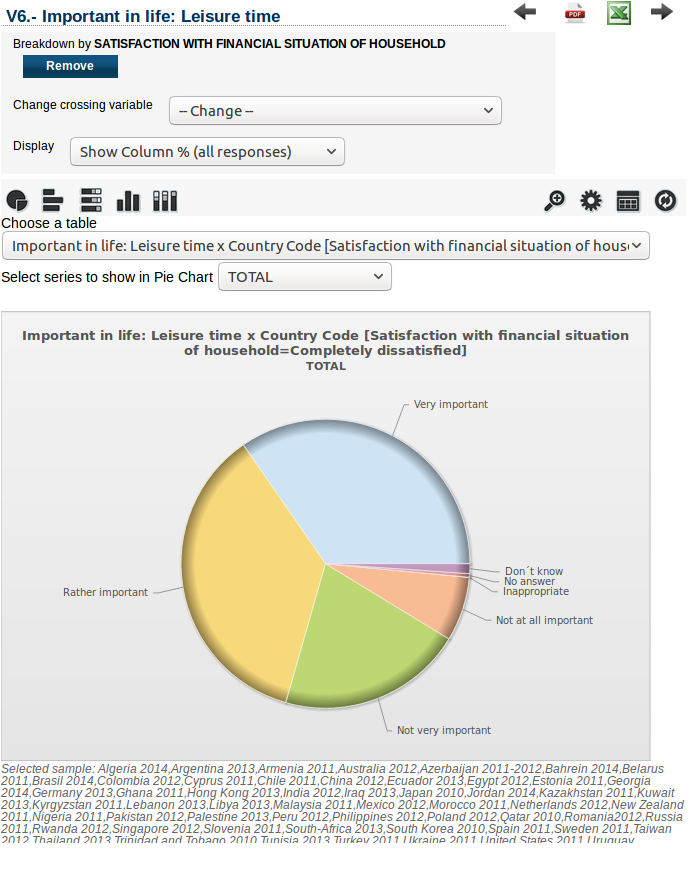 V6.- Important in life: Leisure time
PDF
Breakdown by SATISFACTION WITH FINANCIAL SITUATION OF HOUSEHOLD
Remove
Change crossing variable
-- Change --
Display
Show Column % (all responses)
Choose a table
Important in life: Leisure time x Country Code [Satisfaction with financial situation of hous
Select series to show in Pie Chart
TOTAL
Important in life: Leisure time x Country Code [Satisfaction with financial situation
of household=Completely dissatisfied]
TOTAL
Very important
Don´t know
No answer
Inappropriate
Rather important
Not at all important
Not very important
Selected sample: Algeria 2014,Argentina 2013,Armenia 2011,Australia 2012,Azerbaijan 2011-2012,Bahrein 2014,Belarus
2011,Brasil 2014,Colombia 2012,Cyprus 2011,Chile 2011,China 2012,Ecuador 2013,Egypt 2012,Estonia 2011,Georgia
2014,Germany 2013,Ghana 2011,Hong Kong 2013,India 2012,Iraq 2013,Japan 2010,Jordan 2014,Kazakhstan 2011,Kuwait
2013,Kyrgyzstan 2011,Lebanon 2013,Libya 2013,Malaysia 2011,Mexico 2012,Morocco 2011,Netherlands 2012,New Zealand
2011,Nigeria 2011,Pakistan 2012,Palestine 2013,Peru 2012,Philippines 2012,Poland 2012,Qatar 2010,Romania2012,Russia
2011,Rwanda 2012,Singapore 2012,Slovenia 2011,South-Africa 2013,South Korea 2010,Spain 2011,Sweden 2011,Taiwan
2012,Thailand 2013,Trinidad and Tobago 2010,Tunisia 2013,Turkey 2011,Ukraine 2011,United States 2011,Uruguay